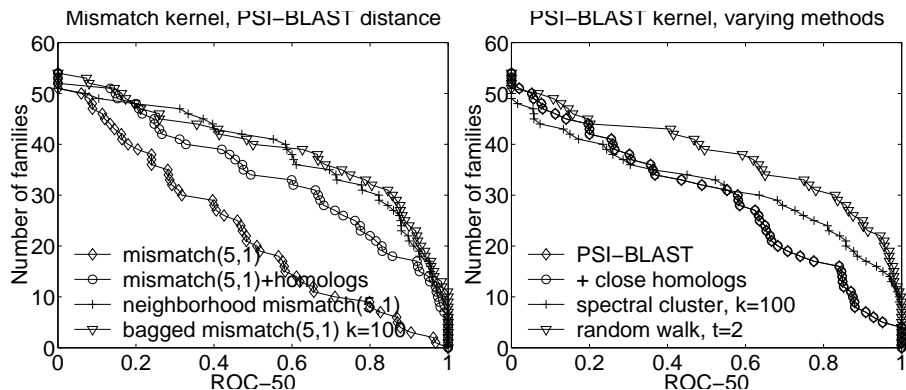 Mismatch kernel, PSI−BLAST distance
60
50
40
30
20
10
0
Number of families
mismatch(5,1)
mismatch(5,1)+homologs
neighborhood mismatch(5,1)
bagged mismatch(5,1) k=100
0 0.2 0.4 0.6 0.8 1
ROC−50
PSI−BLAST kernel, varying methods
60
50
40
30
20
10
0
Number of families
PSI−BLAST
+ close homologs
spectral cluster, k=100
random walk, t=2
0 0.2 0.4 0.6 0.8 1
ROC−50